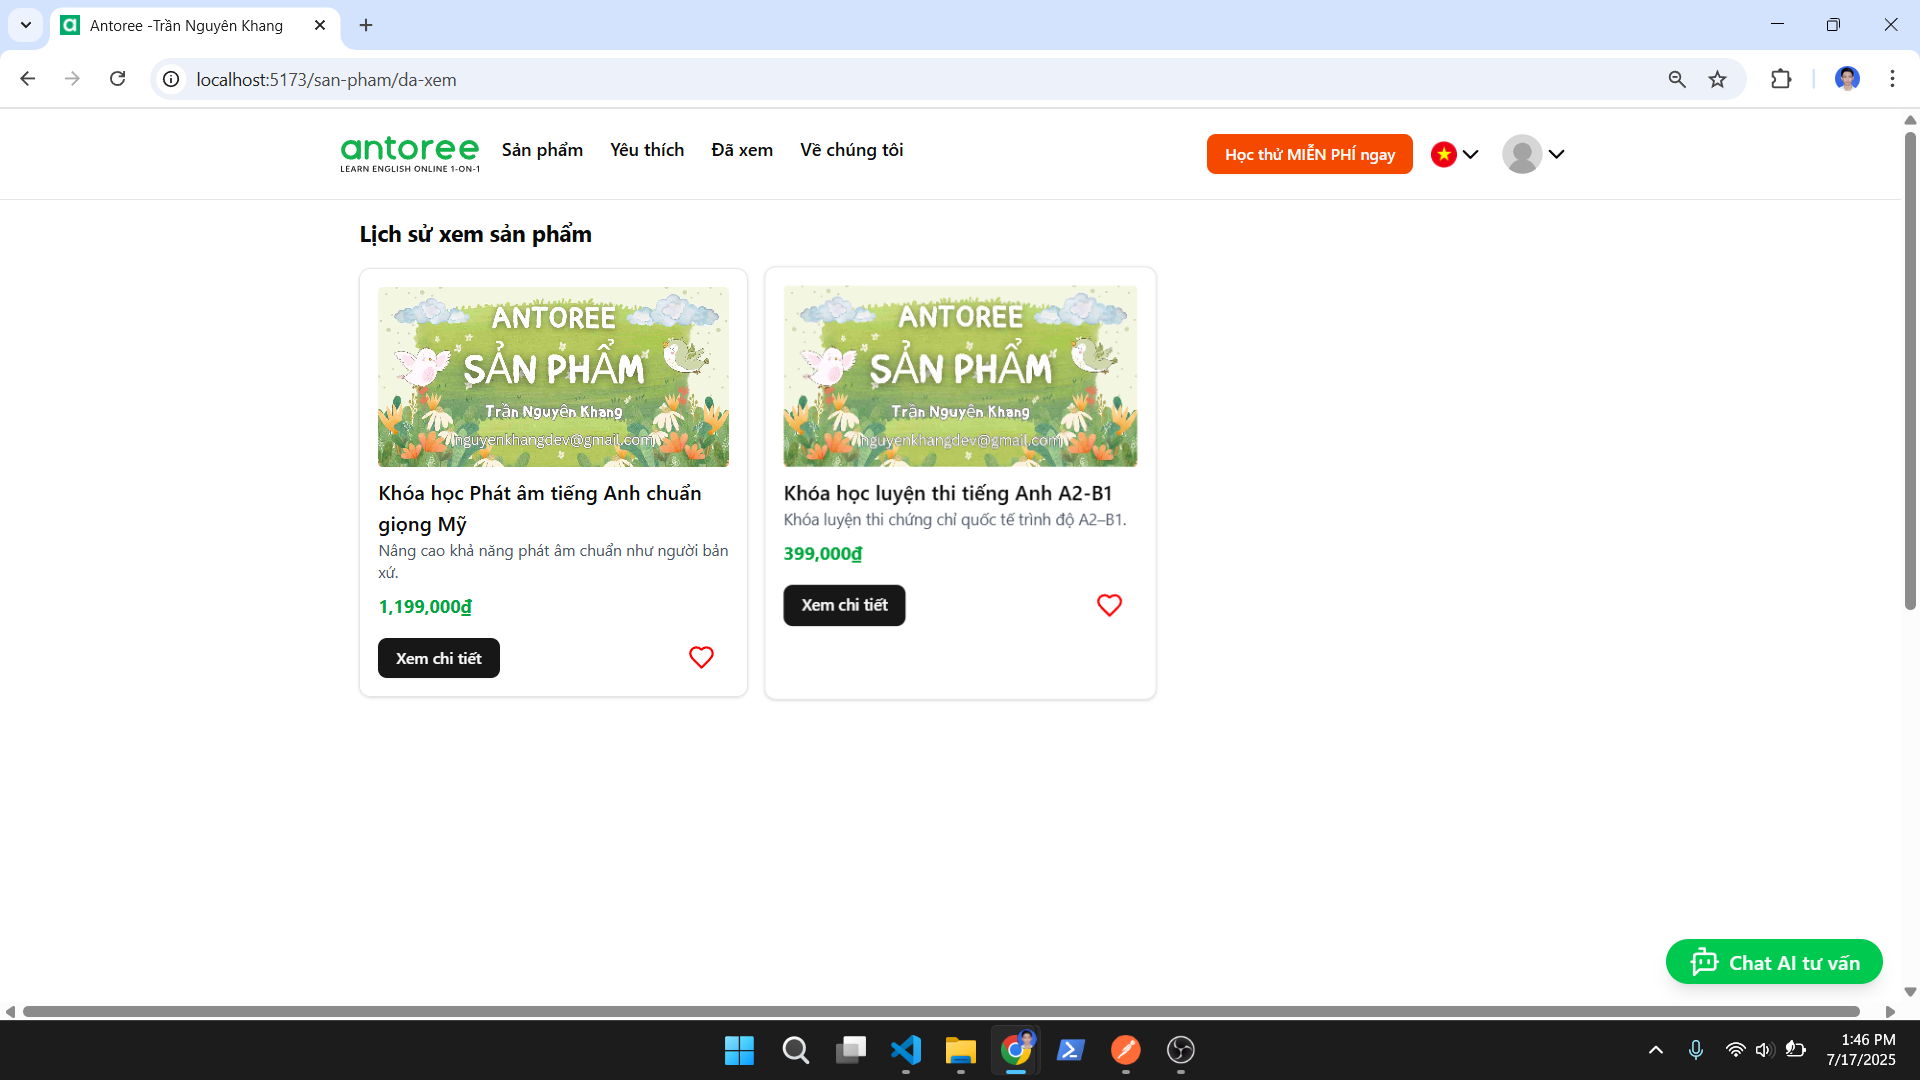 Antoree -Trần Nguyên Khang
localhost:5173/san-pham/da-xem
antoree
LEARN ENGLISH ONLINE 1-ON-1
Sản phẩm
Yêu thích
Đã xem
Về chúng tôi
Học thử MIỄN PHÍ ngay
Lịch sử xem sản phẩm
ANTOREE
SẢN PHẨM
Trần Nguyên Khang
nguyenkhangdev@gmail.com
Khóa học Phát âm tiếng Anh chuẩn
giọng Mỹ
Nâng cao khả năng phát âm chuẩn như người bản
xứ.
1,199,000₫
Xem chi tiết
ANTOREE
SẢN PHẨM
Trần Nguyên Khang
nguyenkhangdev@gmail.com
Khóa học luyện thi tiếng Anh A2-B1
Khóa luyện thi chứng chỉ quốc tế trình độ A2–B1.
399,000₫
Xem chi tiết
Chat AI tư vấn
1:46 PM
7/17/2025